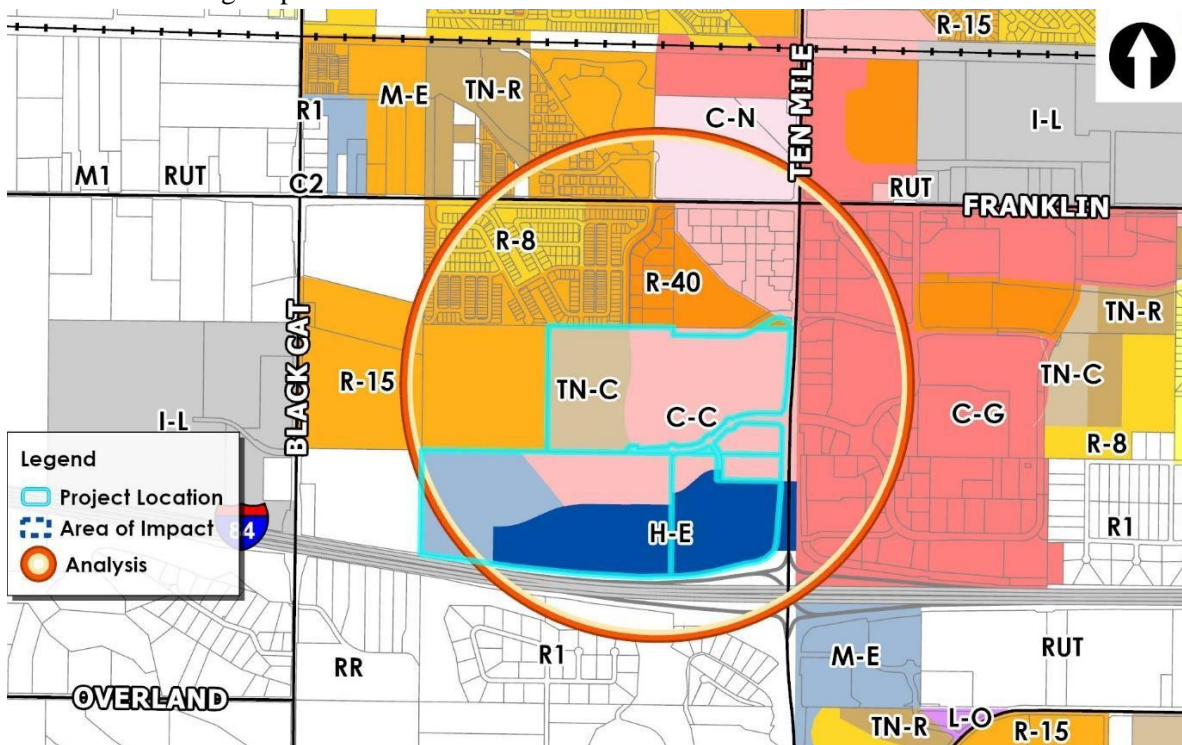 R-15
TEN MILE
M-E
TN-R
C-N
I-L
R1
M1
RUT
C2
RUT
FRANKLIN
R-8
R-40
TN-R
BLACK CAT
R-15
TN-C
TN-C
C-C
C-G
I-L
R-8
Legend
Project Location
Area of Impact
84
Analysis
H-E
R1
RR
R1
M-E
RUT
OVERLAND
TN-R
L-O
R-15